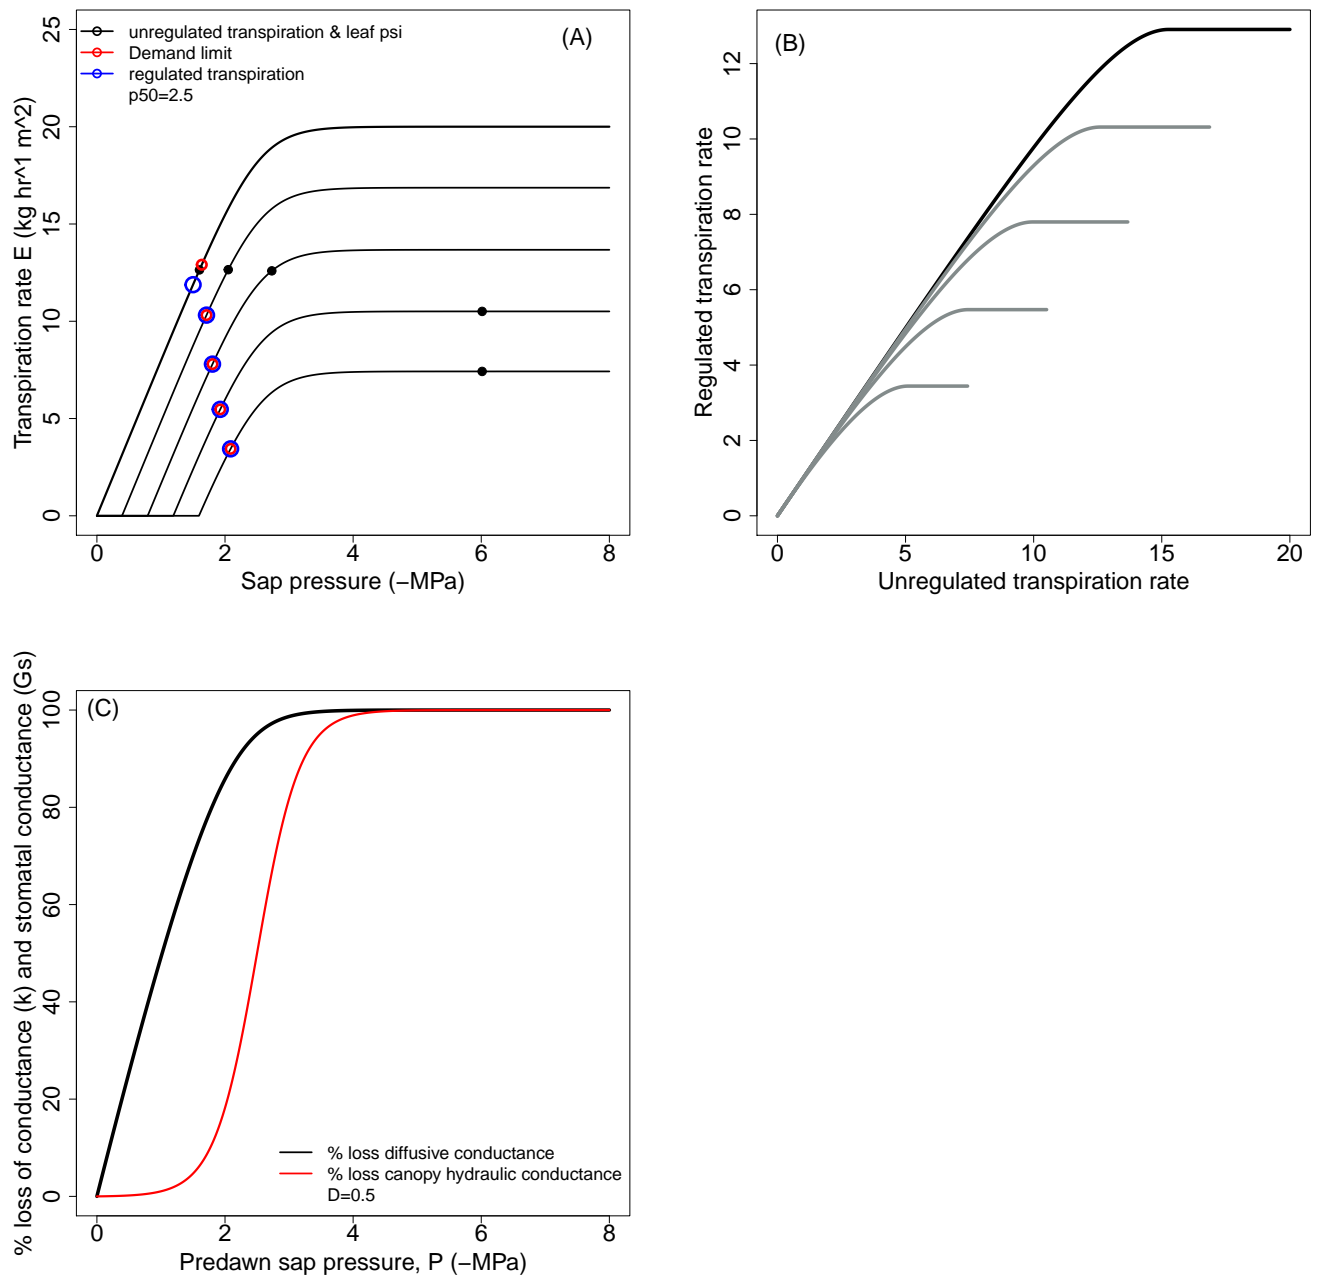 unregulated transpiration & leaf psi
Demand limit
regulated transpiration
p50=2.5
(A)
Transpiration rate E (kg hr^1 m^2)
0
5
10
15
20
25
0 2 4 6 8
Sap pressure (−MPa)
(B)
Regulated transpiration rate
0
2
4
6
8
10
12
0 5 10 15 20
Unregulated transpiration rate
(C)
% loss of conductance (k) and stomatal conductance (Gs)
0
20
40
60
80
100
% loss diffusive conductance
% loss canopy hydraulic conductance
D=0.5
0 2 4 6 8
Predawn sap pressure, P (−MPa)